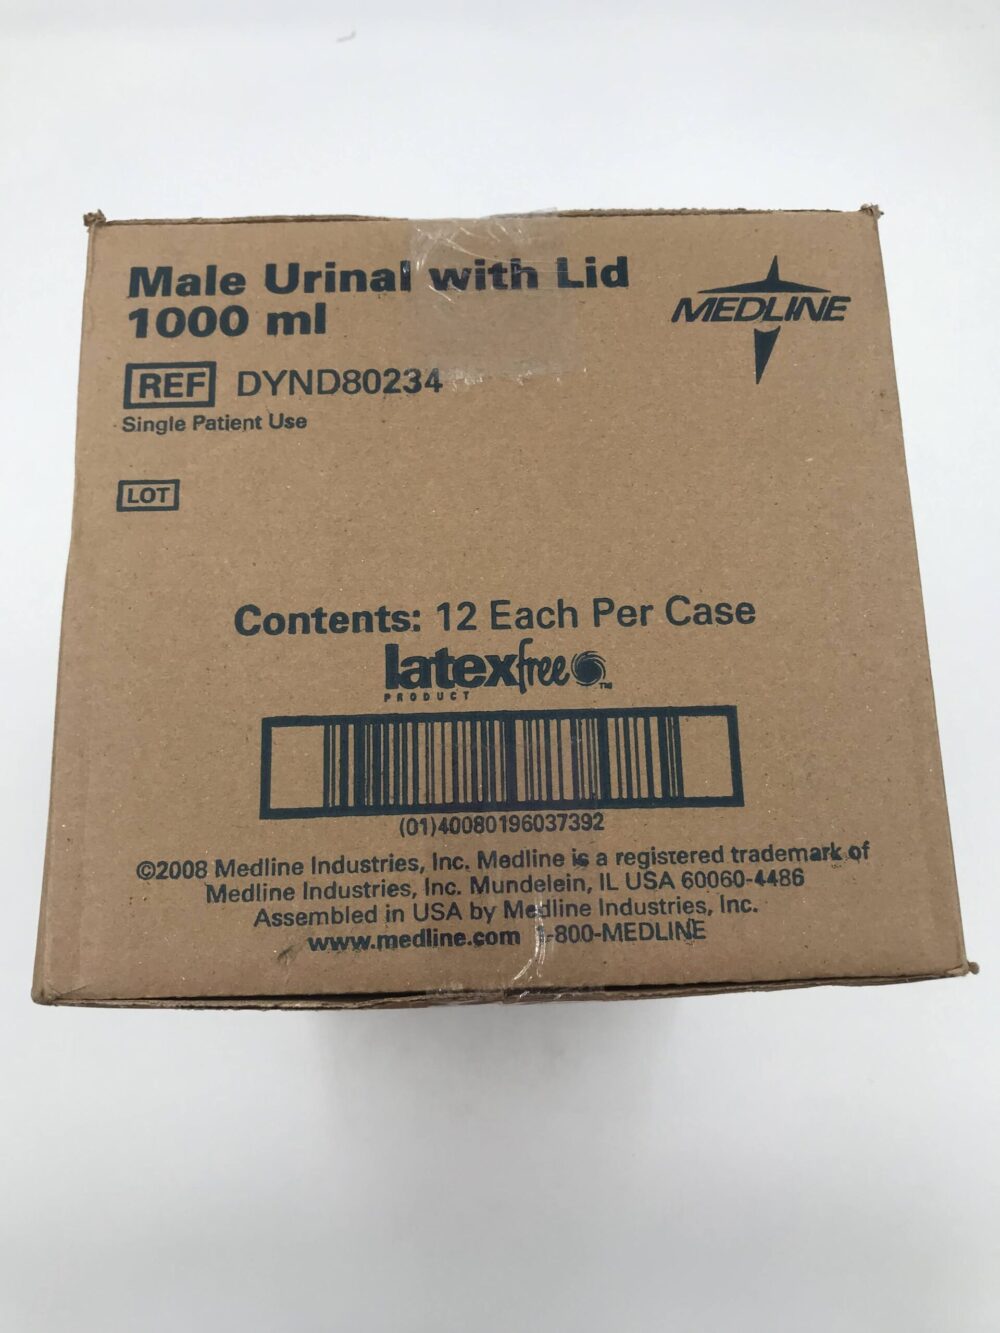 Male Urinal with Lid
1000 ml
MEDLINE
REF DYND80234
Single Patient Use
LOT
Contents: 12 Each Per Case
latexfree™
PRODUCT
(01)40080196037392
©2008 Medline Industries, Inc. Medline is a registered trademark of
Medline Industries, Inc. Mundelein, IL USA 60060-4486
Assembled in USA by Medline Industries, Inc.
www.medline.com 1-800-MEDLINE